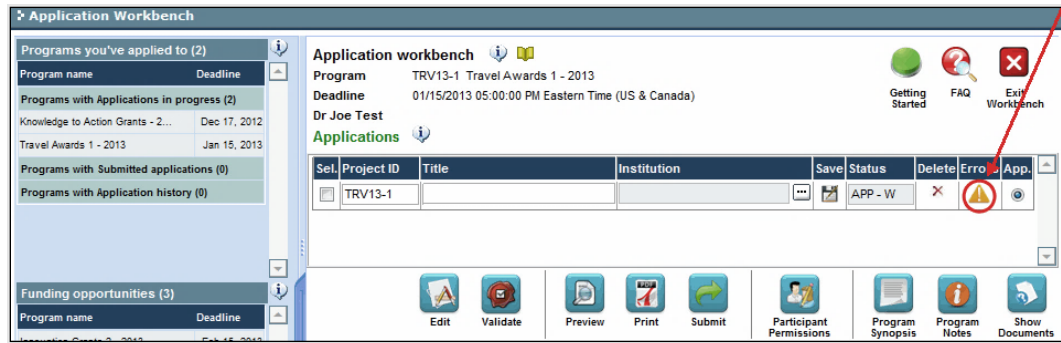 Application Workbench
Programs you've applied to (2)
Program name Deadline
Programs with Applications in progress (2)
Knowledge to Action Grants - 2... Dec 17, 2012
Travel Awards 1 - 2013 Jan 15, 2013
Programs with Submitted applications (0)
Programs with Application history (0)
Funding opportunities (3)
Program name Deadline
Application workbench
Program TRV13-1 Travel Awards 1 - 2013
Deadline 01/15/2013 05:00:00 PM Eastern Time (US & Canada)
Dr Joe Test
Applications
Getting Started
FAQ
Exit Workbench
Sel. Project ID Title Institution Save Status Delete Errors App.
TRV13-1 ... APP - W
Edit Validate Preview Print Submit Participant Permissions Program Synopsis Program Notes Show Documents